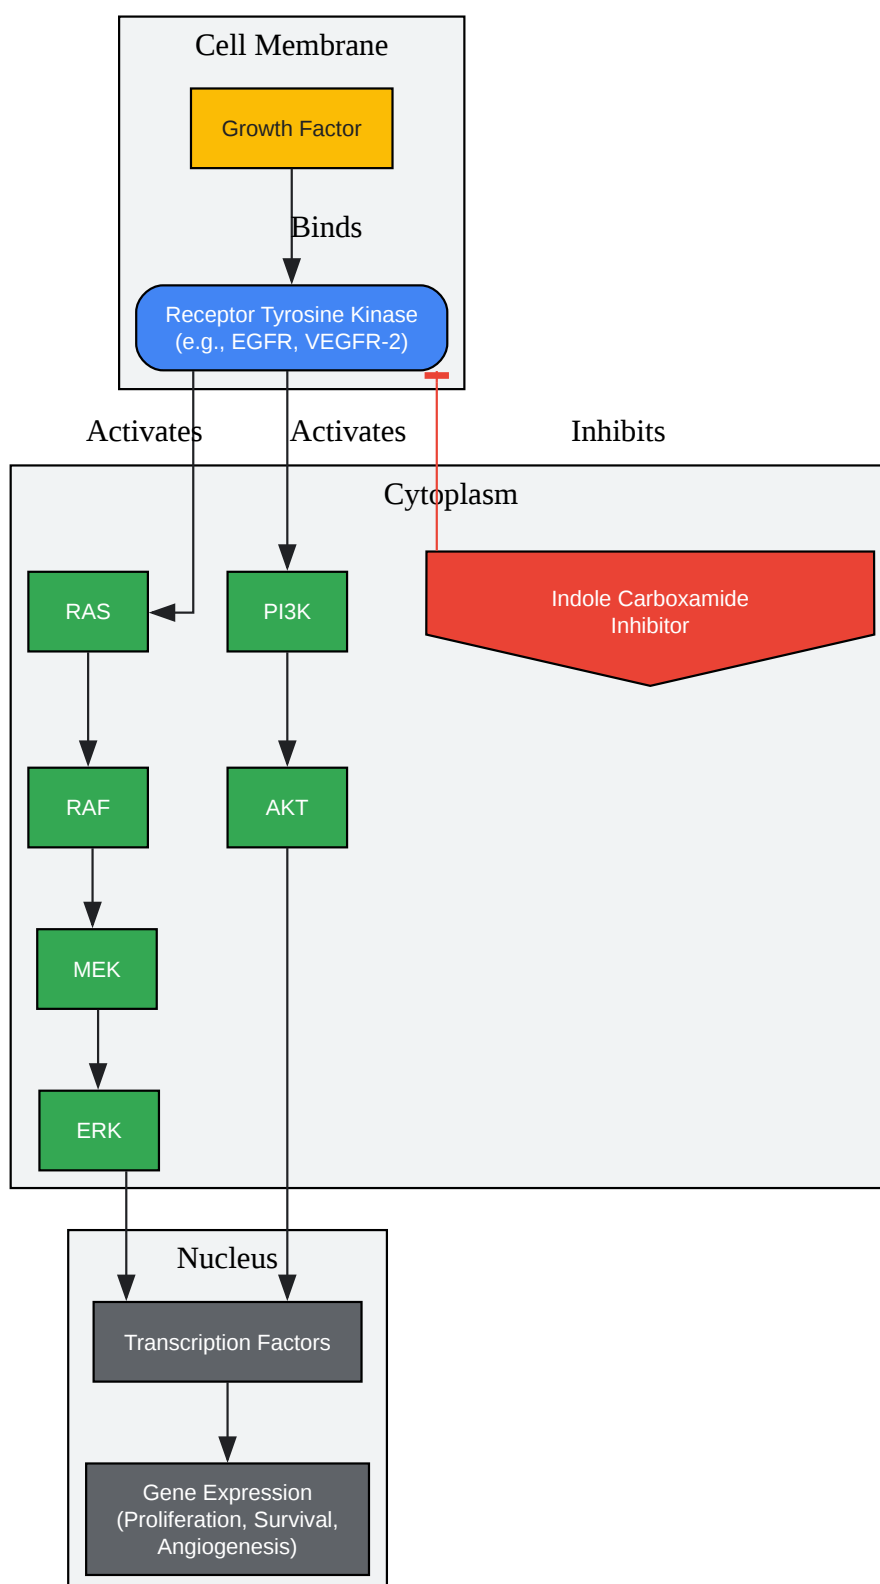 Cell Membrane
Growth Factor
Binds
Receptor Tyrosine Kinase
(e.g., EGFR, VEGFR-2)
Activates
Activates
Inhibits
Cytoplasm
RAS
PI3K
Indole Carboxamide
Inhibitor
RAF
AKT
MEK
ERK
Nucleus
Transcription Factors
Gene Expression
(Proliferation, Survival,
Angiogenesis)